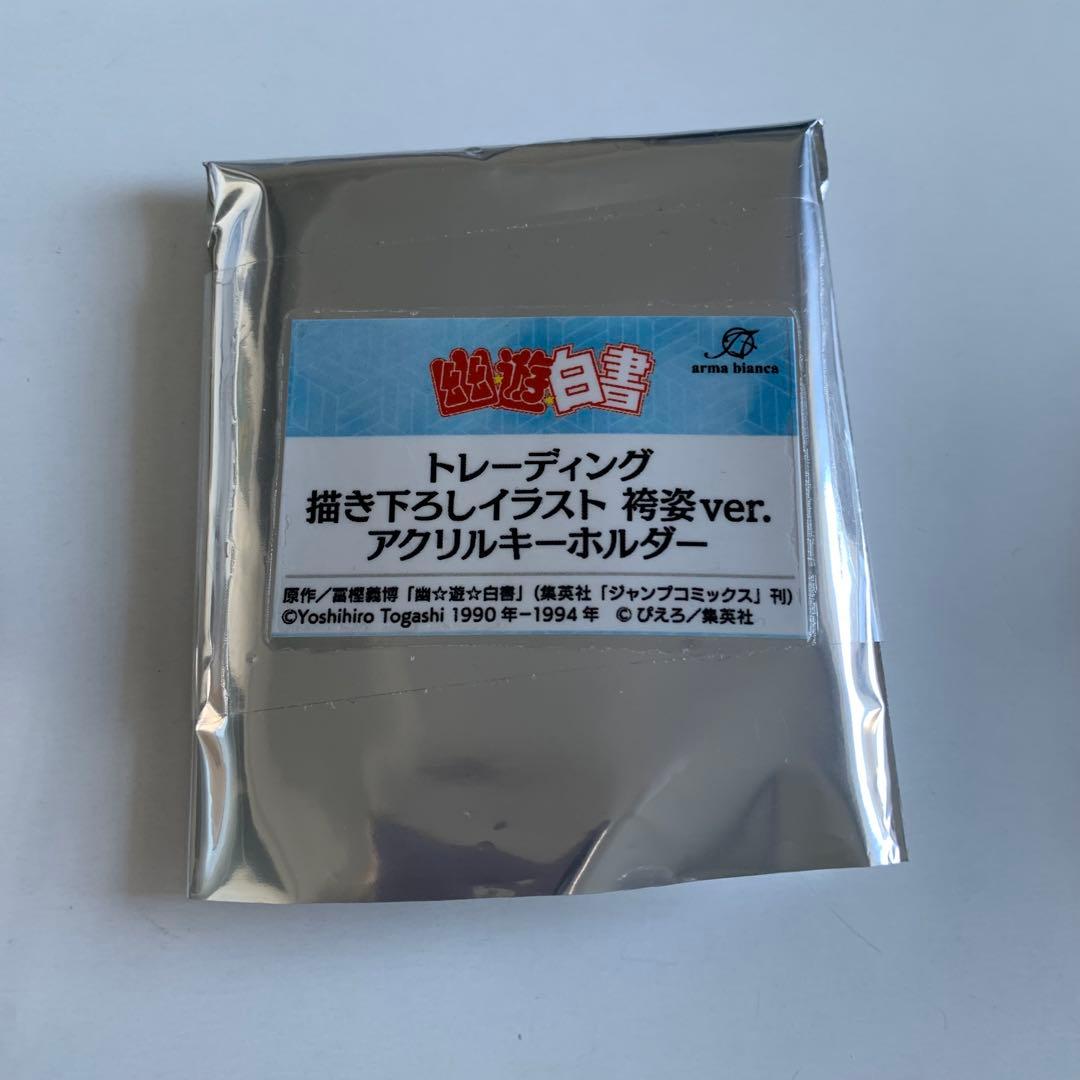 幽☆遊☆白書
arma bianca
トレーディング
描き下ろしイラスト 袴姿ver.
アクリルキーホルダー
原作／冨樫義博「幽☆遊☆白書」(集英社「ジャンプコミックス」刊)
©Yoshihiro Togashi 1990年−1994年 ©ぴえろ／集英社